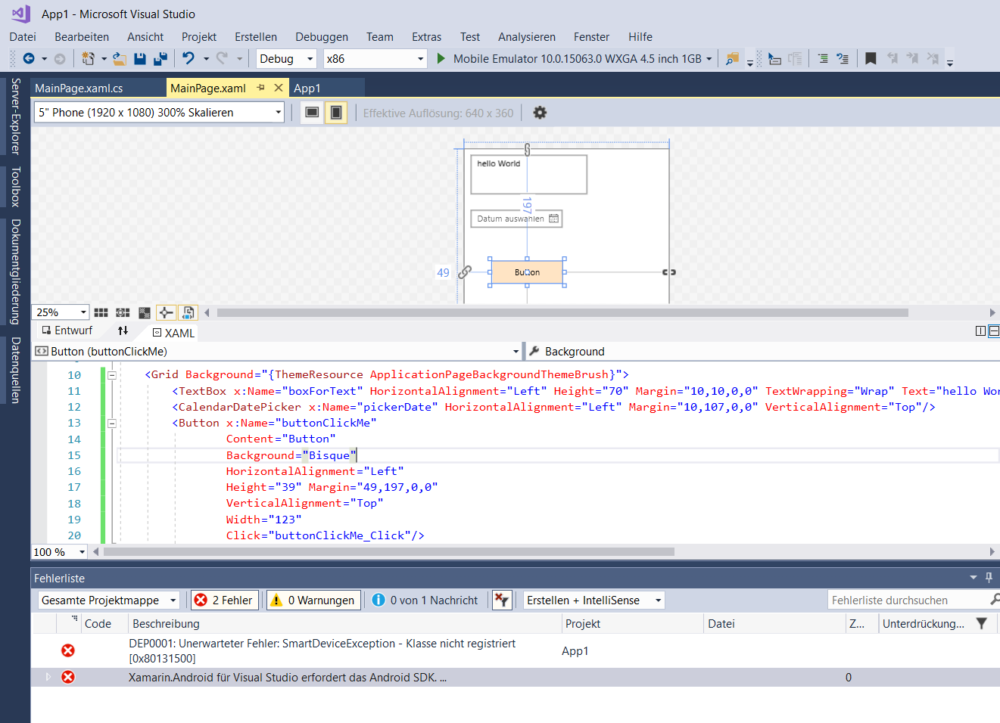 App1 - Microsoft Visual Studio
Datei Bearbeiten Ansicht Projekt Erstellen Debuggen Team Extras Test Analysieren Fenster Hilfe
Debug x86 Mobile Emulator 10.0.15063.0 WXGA 4.5 inch 1GB
Server-Explorer
Toolbox
Dokumentgliederung
Datenquellen
MainPage.xaml.cs MainPage.xaml App1
5" Phone (1920 x 1080) 300% Skalieren Effektive Auflösung: 640 x 360
hello World
197
Datum auswählen
49 Button
25%
Entwurf XAML
Button (buttonClickMe) Background
10 <Grid Background="{ThemeResource ApplicationPageBackgroundThemeBrush}">
11 <TextBox x:Name="boxForText" HorizontalAlignment="Left" Height="70" Margin="10,10,0,0" TextWrapping="Wrap" Text="hello Wor
12 <CalendarDatePicker x:Name="pickerDate" HorizontalAlignment="Left" Margin="10,107,0,0" VerticalAlignment="Top"/>
13 <Button x:Name="buttonClickMe"
14 Content="Button"
15 Background="Bisque"
16 HorizontalAlignment="Left"
17 Height="39" Margin="49,197,0,0"
18 VerticalAlignment="Top"
19 Width="123"
20 Click="buttonClickMe_Click"/>
100 %
Fehlerliste
Gesamte Projektmappe 2 Fehler 0 Warnungen 0 von 1 Nachricht Erstellen + IntelliSense Fehlerliste durchsuchen
Code Beschreibung Projekt Datei Z... Unterdrückung...
DEP0001: Unerwarteter Fehler: SmartDeviceException - Klasse nicht registriert
[0x80131500] App1
Xamarin.Android für Visual Studio erfordert das Android SDK. ... 0